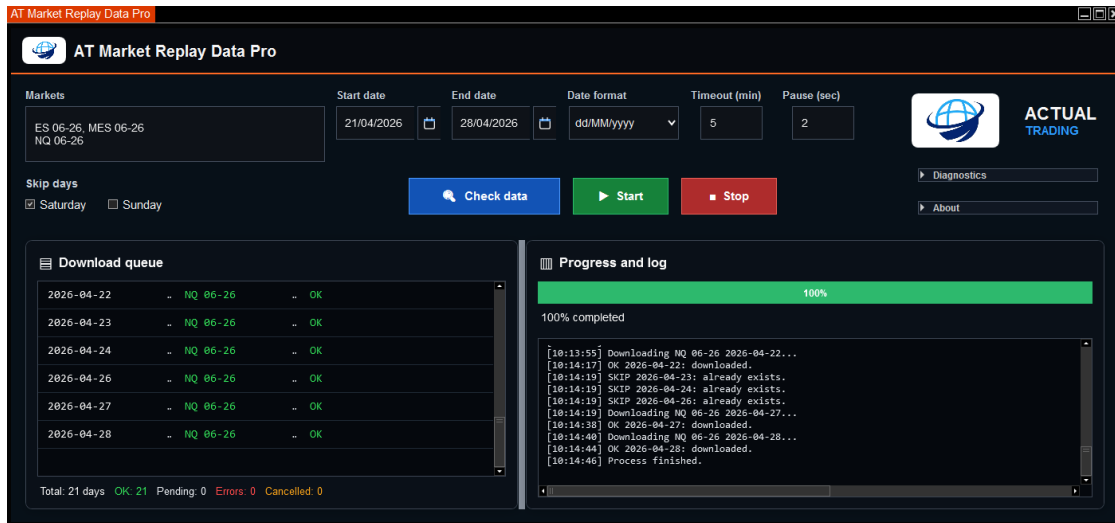 AT Market Replay Data Pro
AT Market Replay Data Pro
Markets
Start date
End date
Date format
Timeout (min)
Pause (sec)
ES 06-26, MES 06-26
NQ 06-26
21/04/2026
28/04/2026
dd/MM/yyyy
5
2
ACTUAL
TRADING
Skip days
Saturday
Sunday
Check data
Start
Stop
Diagnostics
About
Download queue
2026-04-22 .. NQ 06-26 .. OK
2026-04-23 .. NQ 06-26 .. OK
2026-04-24 .. NQ 06-26 .. OK
2026-04-26 .. NQ 06-26 .. OK
2026-04-27 .. NQ 06-26 .. OK
2026-04-28 .. NQ 06-26 .. OK
Total: 21 days OK: 21 Pending: 0 Errors: 0 Cancelled: 0
Progress and log
100%
100% completed
[10:13:55] Downloading NQ 06-26 2026-04-22...
[10:14:17] OK 2026-04-22: downloaded.
[10:14:19] SKIP 2026-04-23: already exists.
[10:14:19] SKIP 2026-04-24: already exists.
[10:14:19] SKIP 2026-04-26: already exists.
[10:14:19] Downloading NQ 06-26 2026-04-27...
[10:14:38] OK 2026-04-27: downloaded.
[10:14:40] Downloading NQ 06-26 2026-04-28...
[10:14:44] OK 2026-04-28: downloaded.
[10:14:46] Process finished.